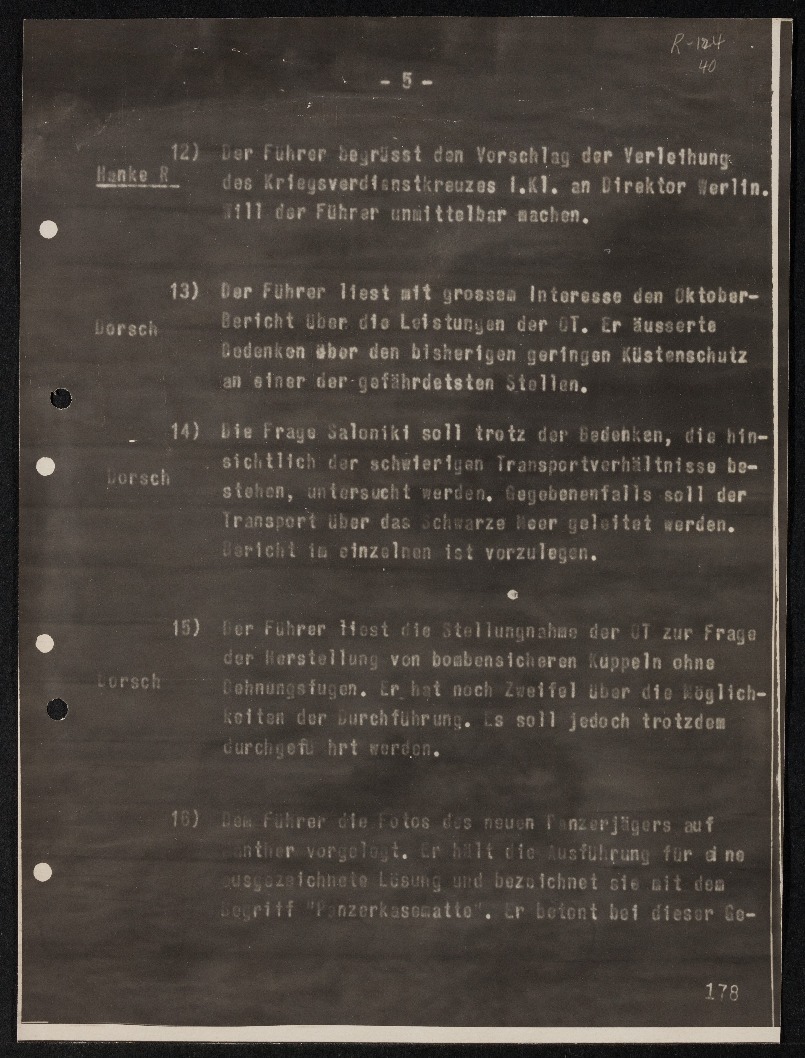 R-124
40
- 5 -
12) Der Führer begrüsst den Vorschlag der Verleihung
Hanke R
des Kriegsverdienstkreuzes I.Kl. an Direktor Werlin.
Will der Führer unmittelbar machen.
13) Der Führer liest mit grossem Interesse den Oktober-
Dorsch
Bericht über die Leistungen der OT. Er äusserte
Bedenken über den bisherigen geringen Küstenschutz
an einer der gefährdetsten Stellen.
14) Die Frage Saloniki soll trotz der Bedenken, die hin-
sichtlich der schwierigen Transportverhältnisse be-
Dorsch
stehen, untersucht werden. Gegebenenfalls soll der
Transport über das Schwarze Meer geleitet werden.
Bericht im einzelnen ist vorzulegen.
15) Der Führer liest die Stellungnahme der OT zur Frage
der Herstellung von bombensicheren Kuppeln ohne
Dorsch
Dehnungsfugen. Er hat noch Zweifel über die Möglich-
keiten der Durchführung. Es soll jedoch trotzdem
durchgefü hrt werden.
16) Dem Führer die Fotos des neuen Panzerjägers auf
Panther vorgelegt. Er hält die Ausführung für ei ne
ausgezeichnete Lösung und bezeichnet sie mit dem
Begriff "Panzerkasematte". Er betont bei dieser Ge-
178